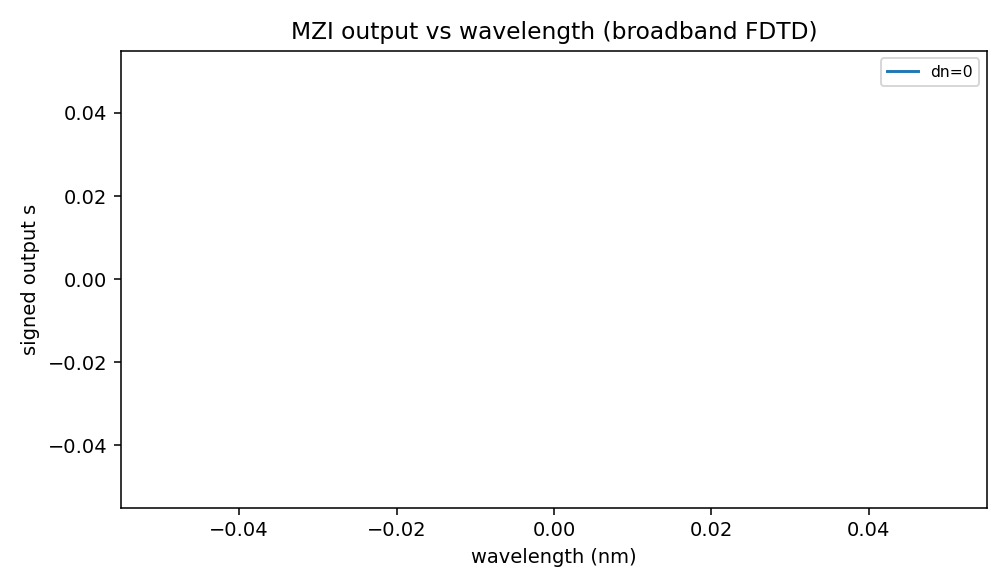 MZI output vs wavelength (broadband FDTD)
dn=0
signed output s
0.04
0.02
0.00
−0.02
−0.04
−0.04
−0.02
0.00
0.02
0.04
wavelength (nm)